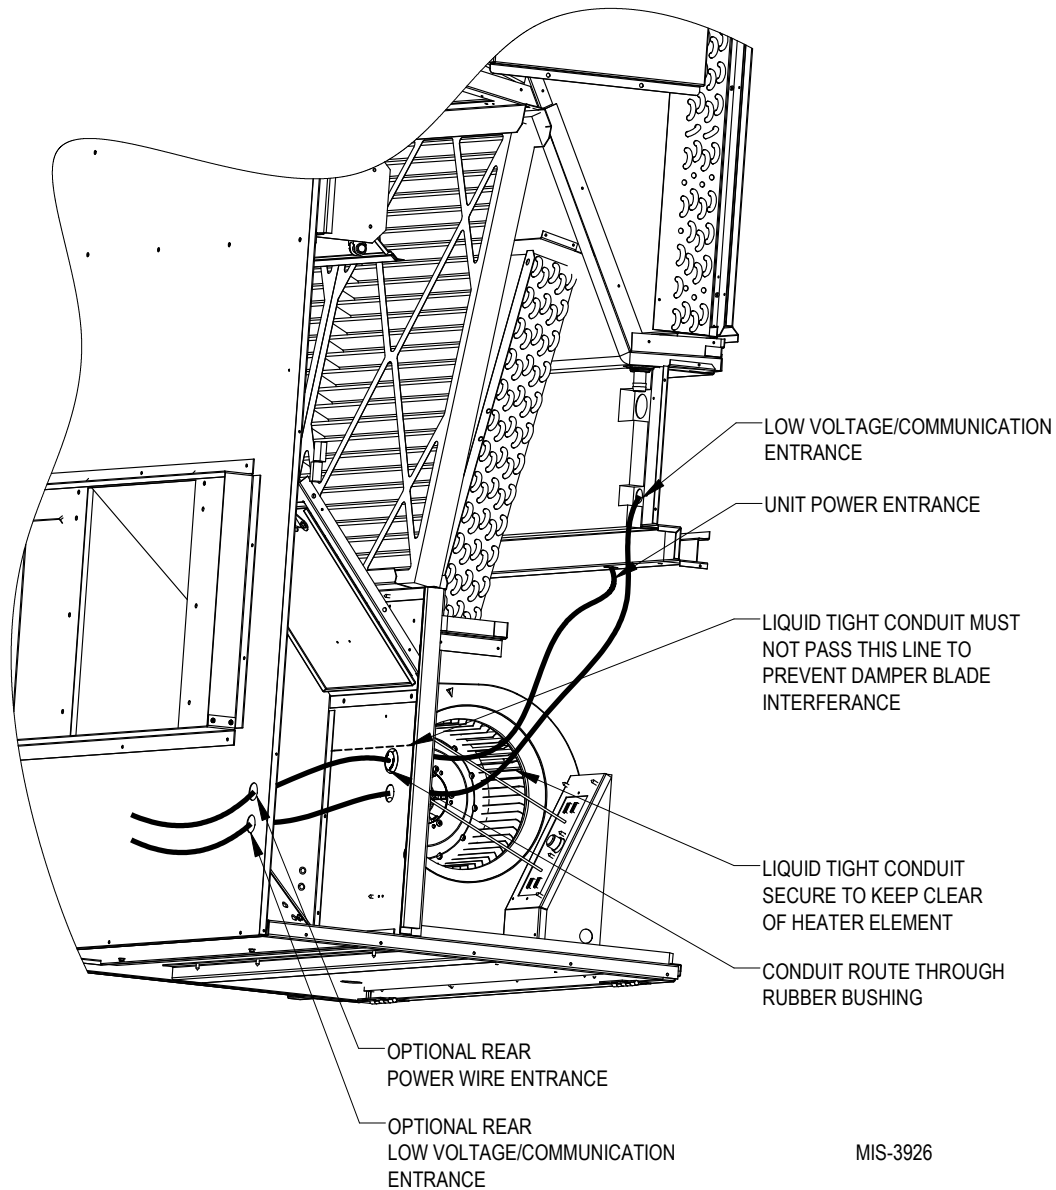 LOW VOLTAGE/COMMUNICATION
ENTRANCE
UNIT POWER ENTRANCE
LIQUID TIGHT CONDUIT MUST
NOT PASS THIS LINE TO
PREVENT DAMPER BLADE
INTERFERANCE
LIQUID TIGHT CONDUIT
SECURE TO KEEP CLEAR
OF HEATER ELEMENT
CONDUIT ROUTE THROUGH
RUBBER BUSHING
OPTIONAL REAR
POWER WIRE ENTRANCE
OPTIONAL REAR
LOW VOLTAGE/COMMUNICATION
ENTRANCE
MIS-3926